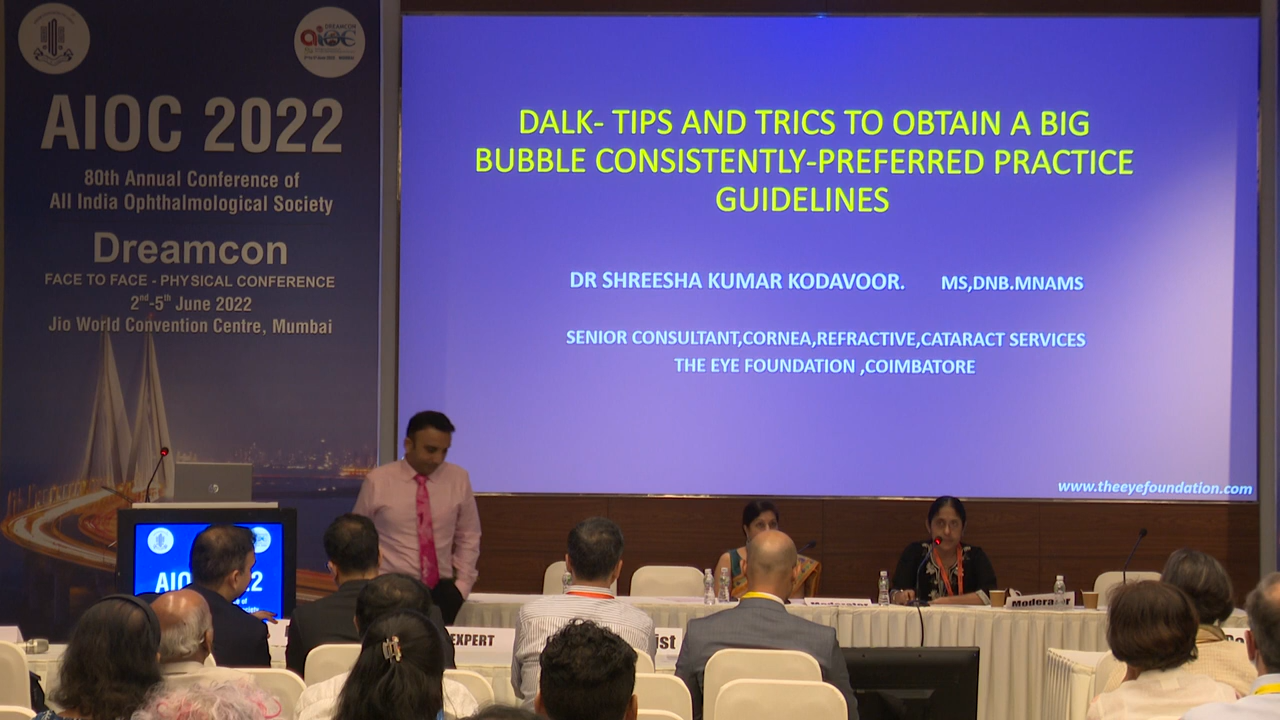 AIOC 2022
80th Annual Conference of
All India Ophthalmological Society
Dreamcon
FACE TO FACE - PHYSICAL CONFERENCE
2nd-5th June 2022
Jio World Convention Centre, Mumbai
DREAMCON
aioc
DALK- TIPS AND TRICS TO OBTAIN A BIG
BUBBLE CONSISTENTLY-PREFERRED PRACTICE
GUIDELINES
DR SHREESHA KUMAR KODAVOOR. MS,DNB.MNAMS
SENIOR CONSULTANT,CORNEA,REFRACTIVE,CATARACT SERVICES
THE EYE FOUNDATION ,COIMBATORE
www.theeyefoundation.com
EXPERT
Moderator
Moderator